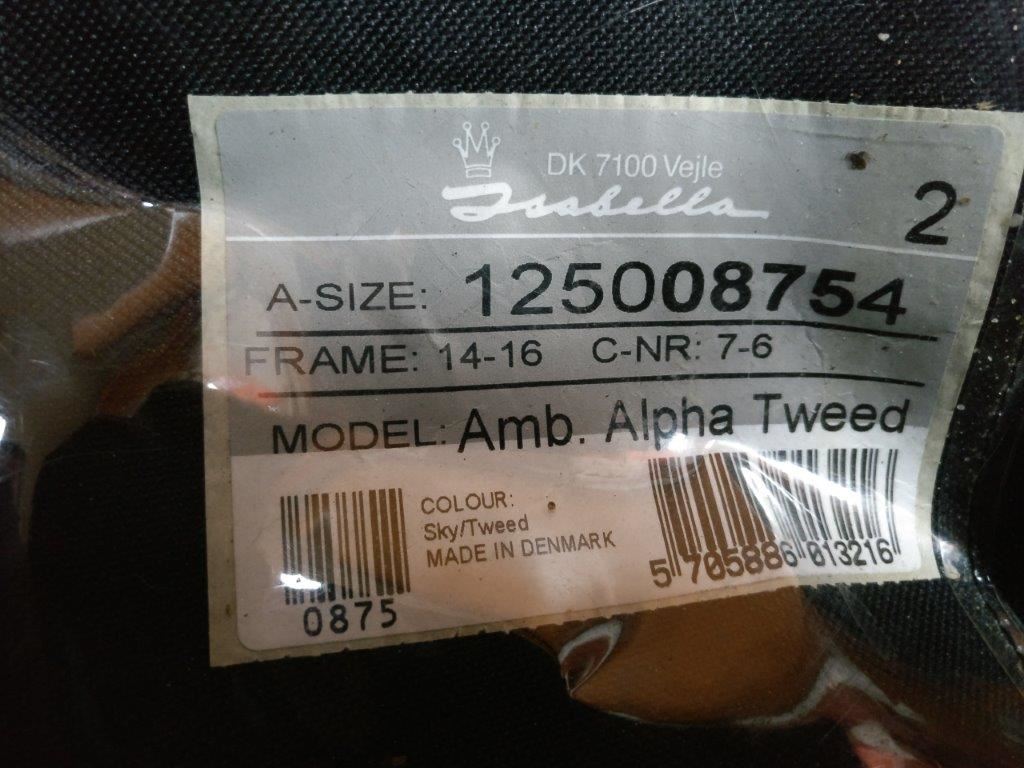 DK 7100 Vejle
Isabella
2
A-SIZE: 125008754
FRAME: 14-16 C-NR: 7-6
MODEL: Amb. Alpha Tweed
COLOUR:
Sky/Tweed
MADE IN DENMARK
0875
5 705886 013216